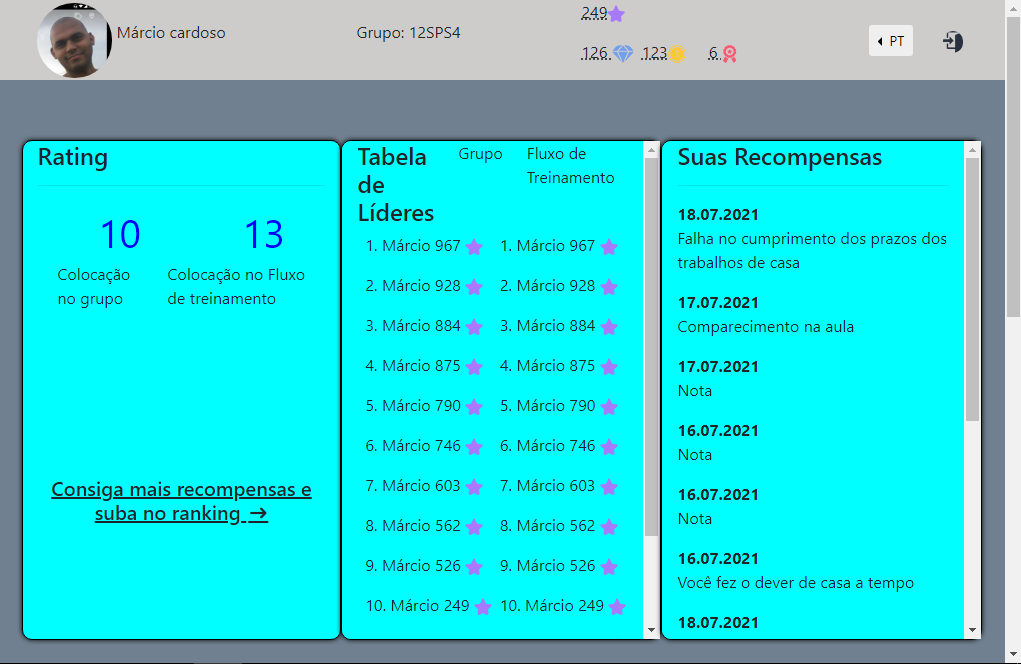 249
Márcio cardoso
Grupo: 12SPS4
126
123
6
PT
Rating
10
13
Colocação
no grupo
Colocação no Fluxo
de treinamento
Consiga mais recompensas e
suba no ranking →
Tabela
de
Líderes
Grupo
Fluxo de
Treinamento
1. Márcio 967 1. Márcio 967
2. Márcio 928 2. Márcio 928
3. Márcio 884 3. Márcio 884
4. Márcio 875 4. Márcio 875
5. Márcio 790 5. Márcio 790
6. Márcio 746 6. Márcio 746
7. Márcio 603 7. Márcio 603
8. Márcio 562 8. Márcio 562
9. Márcio 526 9. Márcio 526
10. Márcio 249 10. Márcio 249
Suas Recompensas
18.07.2021
Falha no cumprimento dos prazos dos
trabalhos de casa
17.07.2021
Comparecimento na aula
17.07.2021
Nota
16.07.2021
Nota
16.07.2021
Nota
16.07.2021
Você fez o dever de casa a tempo
18.07.2021